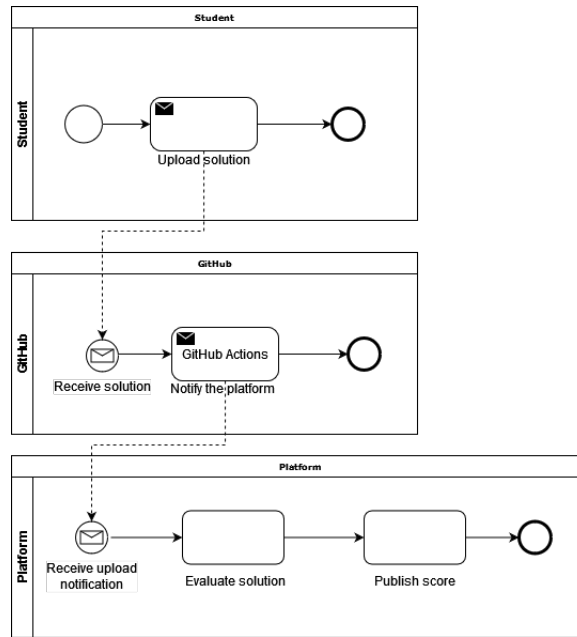 Student
Student
Upload solution
GitHub
GitHub
Receive solution
GitHub Actions
Notify the platform
Platform
Platform
Receive upload
notification
Evaluate solution
Publish score